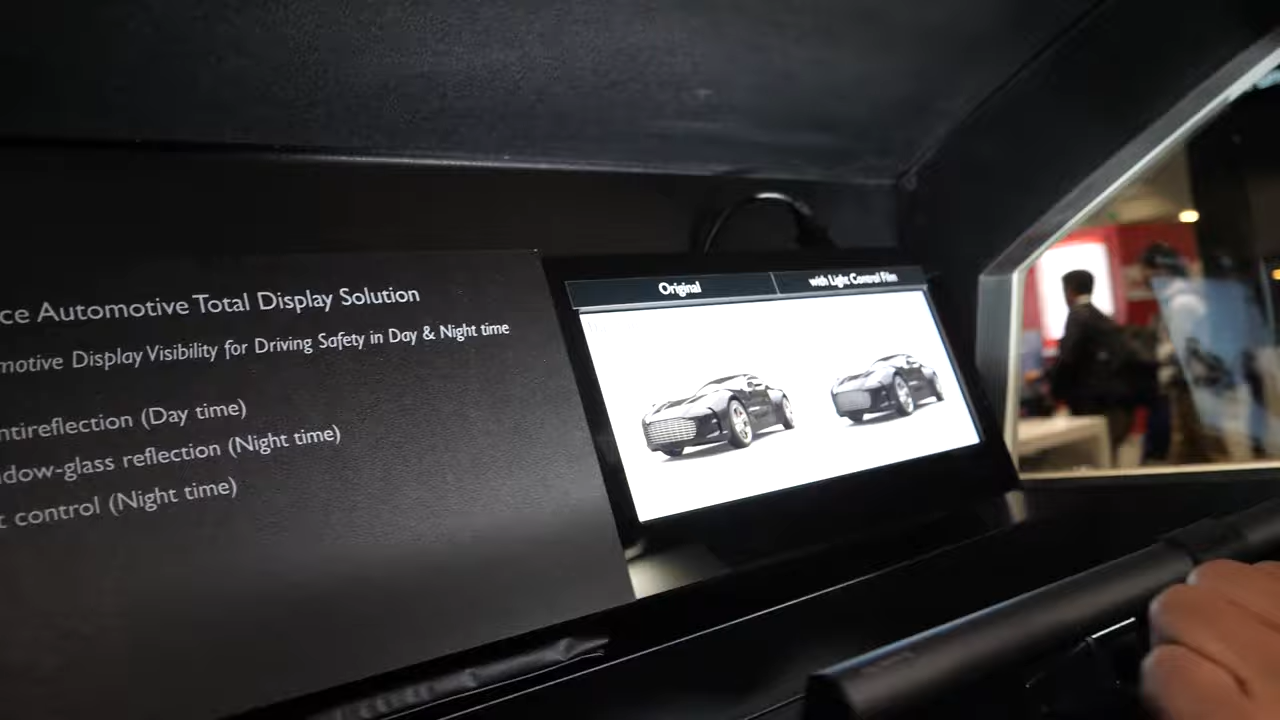 ce Automotive Total Display Solution
motive Display Visibility for Driving Safety in Day & Night time
ntireflection (Day time)
ndow-glass reflection (Night time)
t control (Night time)
Original
with Light Control Film